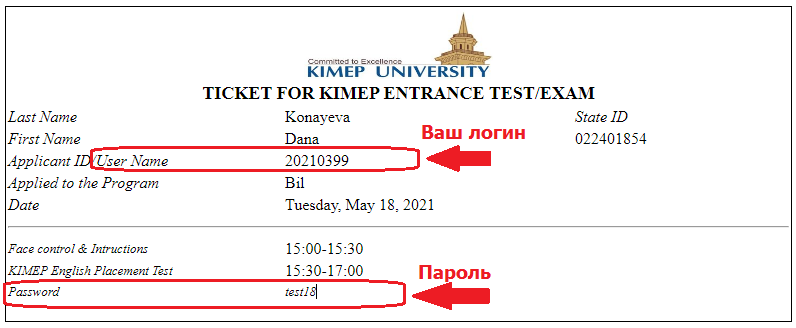 Committed to Excellence
KIMEP UNIVERSITY
TICKET FOR KIMEP ENTRANCE TEST/EXAM
Last Name Konayeva State ID
First Name Dana Ваш логин 022401854
Applicant ID/User Name 20210399
Applied to the Program Bil
Date Tuesday, May 18, 2021
Face control & Intructions 15:00-15:30
KIMEP English Placement Test 15:30-17:00 Пароль
Password test18